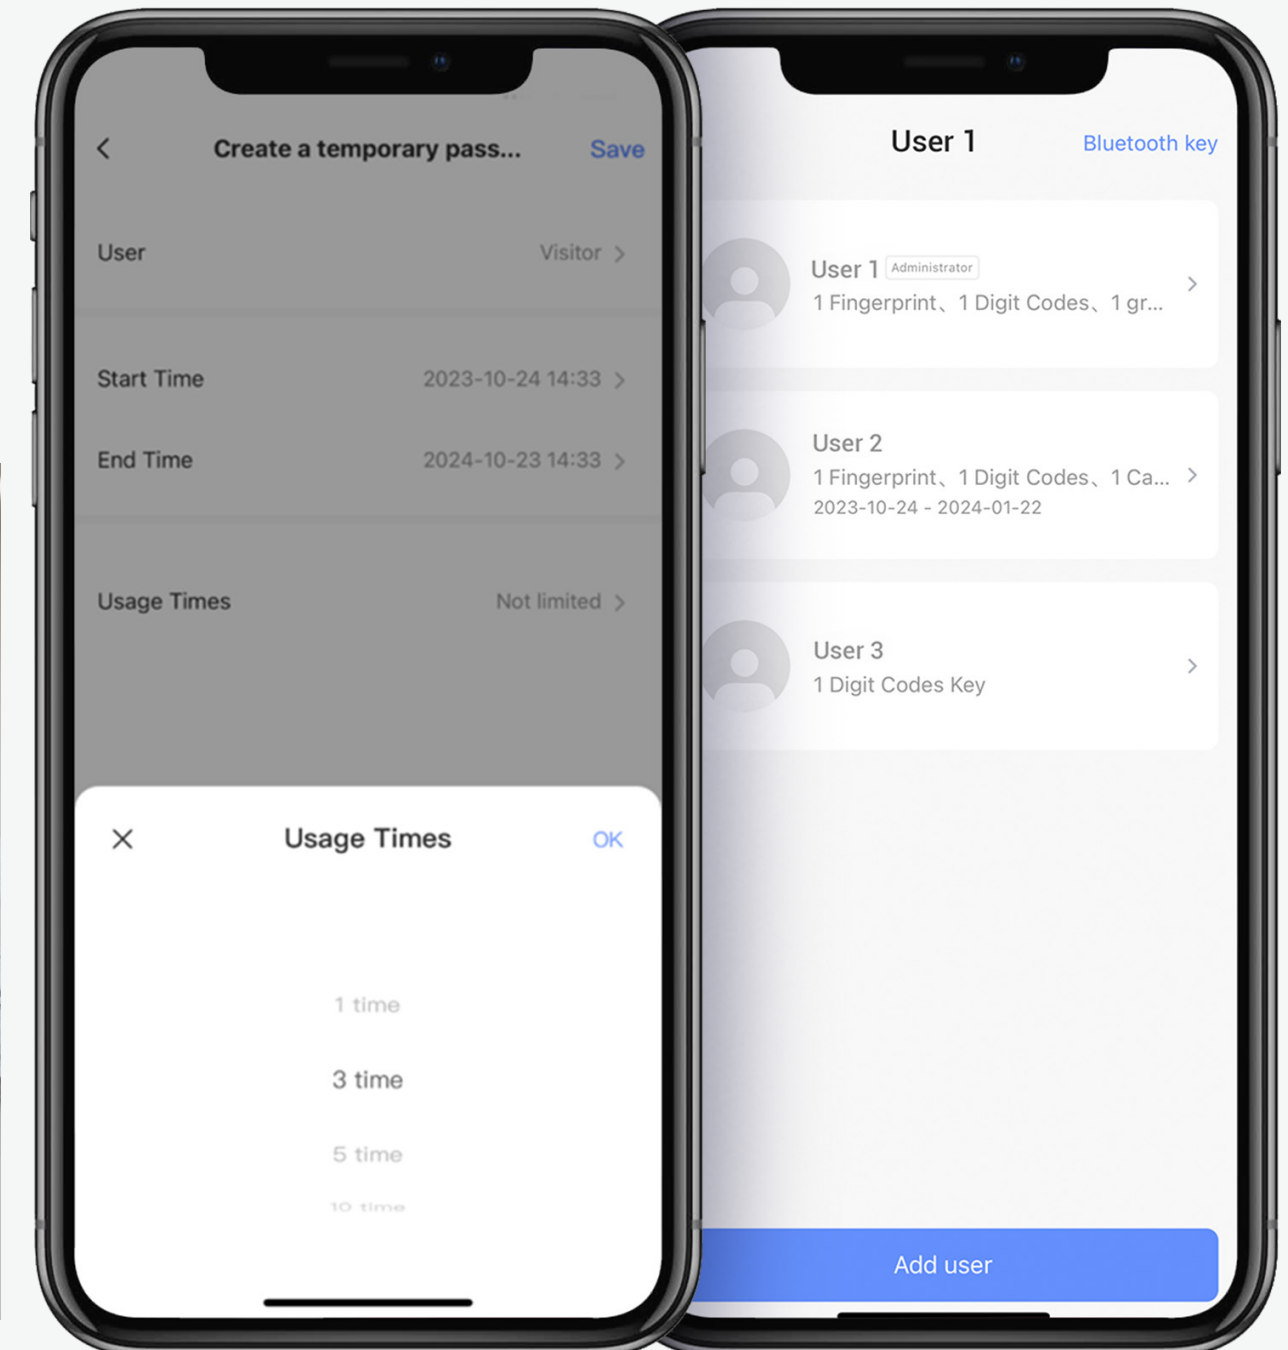 Create a temporary pass...
Save
User
Visitor
Start Time
2023-10-24 14:33
End Time
2024-10-23 14:33
Usage Times
Not limited
Usage Times
OK
1 time
3 time
5 time
10 time
User 1
Bluetooth key
User 1 Administrator
1 Fingerprint、1 Digit Codes、1 gr...
User 2
1 Fingerprint、1 Digit Codes、1 Ca...
2023-10-24 - 2024-01-22
User 3
1 Digit Codes Key
Add user